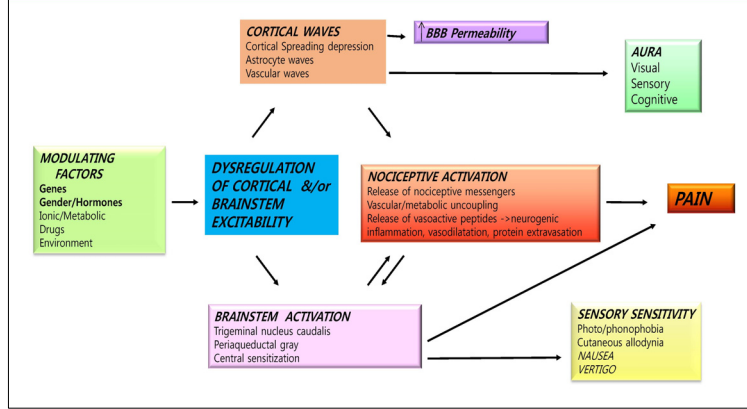 CORTICAL WAVES
Cortical Spreading depression
Astrocyte waves
Vascular waves
↑ BBB Permeability
AURA
Visual
Sensory
Cognitive
MODULATING
FACTORS
Genes
Gender/Hormones
Ionic/Metabolic
Drugs
Environment
DYSREGULATION
OF CORTICAL &/or
BRAINSTEM
EXCITABILITY
NOCICEPTIVE ACTIVATION
Release of nociceptive messengers
Vascular/metabolic uncoupling
Release of vasoactive peptides ->neurogenic
inflammation, vasodilatation, protein extravasation
PAIN
BRAINSTEM ACTIVATION
Trigeminal nucleus caudalis
Periaqueductal gray
Central sensitization
SENSORY SENSITIVITY
Photo/phonophobia
Cutaneous allodynia
NAUSEA
VERTIGO